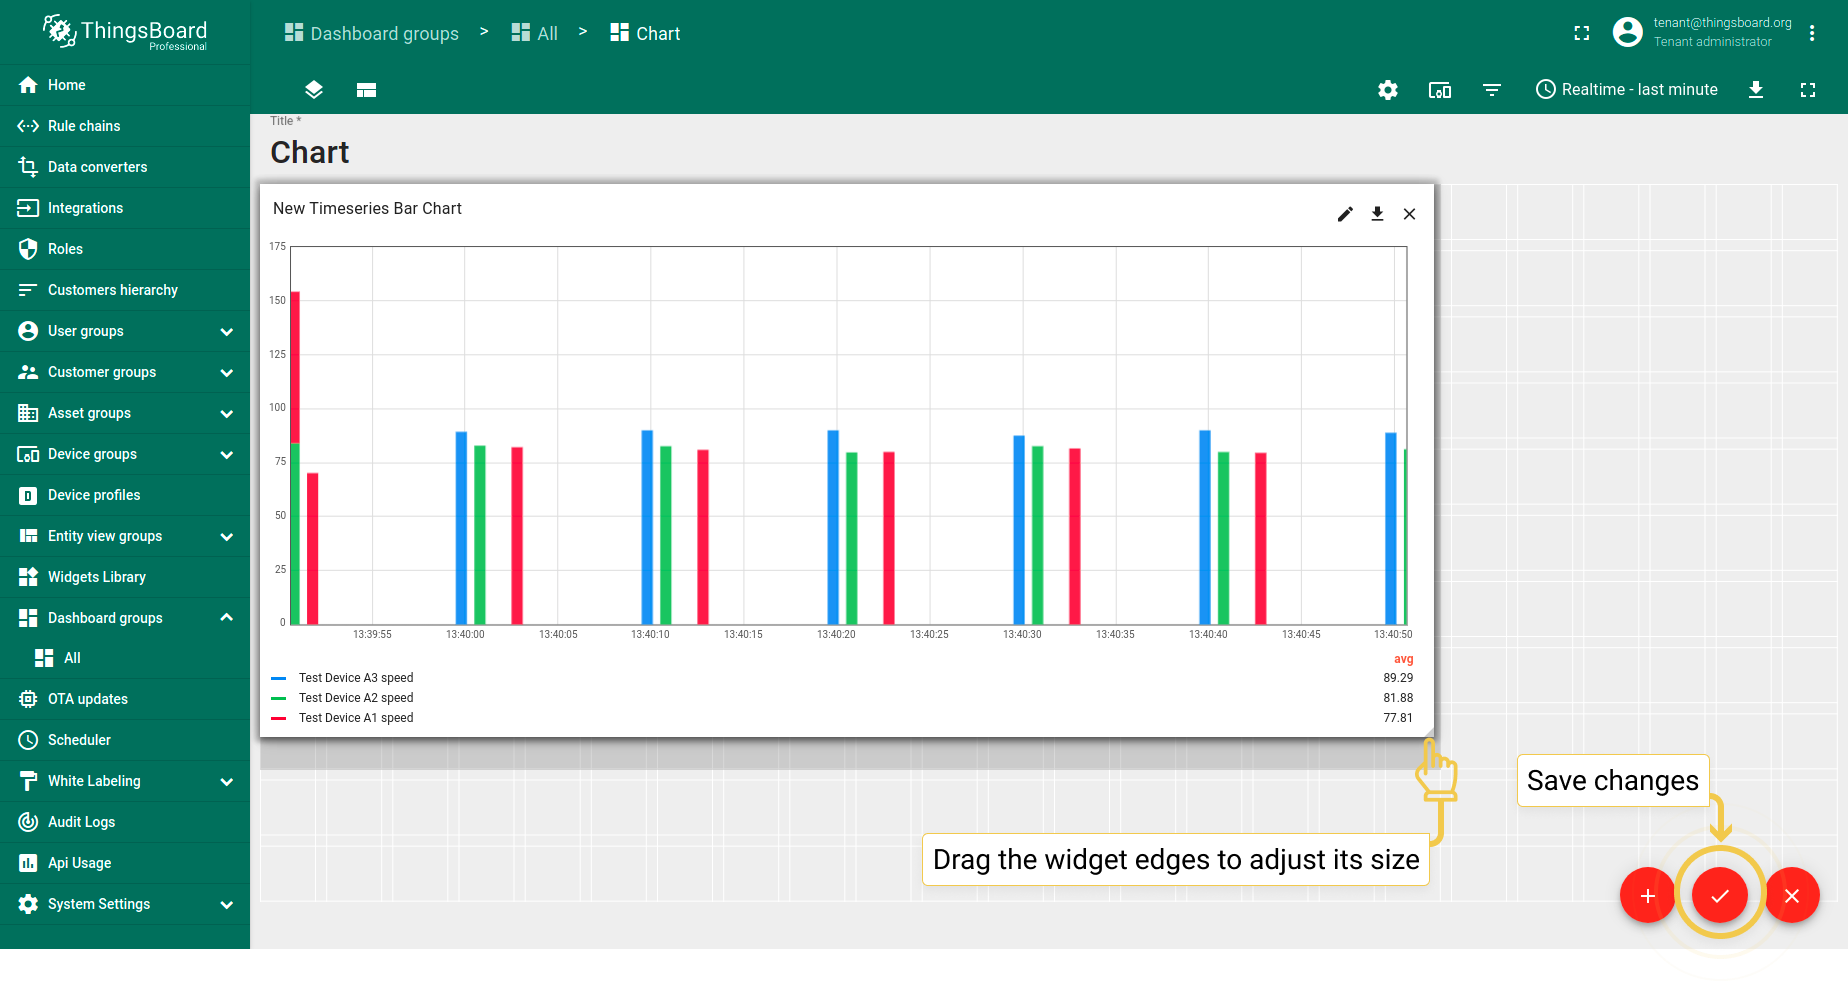 ThingsBoard
Professional
Home
Rule chains
Data converters
Integrations
Roles
Customers hierarchy
User groups
Customer groups
Asset groups
Device groups
Device profiles
Entity view groups
Widgets Library
Dashboard groups
All
OTA updates
Scheduler
White Labeling
Audit Logs
Api Usage
System Settings
Dashboard groups > All > Chart
tenant@thingsboard.org
Tenant administrator
Realtime - last minute
Title *
Chart
New Timeseries Bar Chart
175
150
125
100
75
50
25
0
13:39:55 13:40:00 13:40:05 13:40:10 13:40:15 13:40:20 13:40:25 13:40:30 13:40:35 13:40:40 13:40:45 13:40:50
avg
Test Device A3 speed 89.29
Test Device A2 speed 81.88
Test Device A1 speed 77.81
Save changes
Drag the widget edges to adjust its size